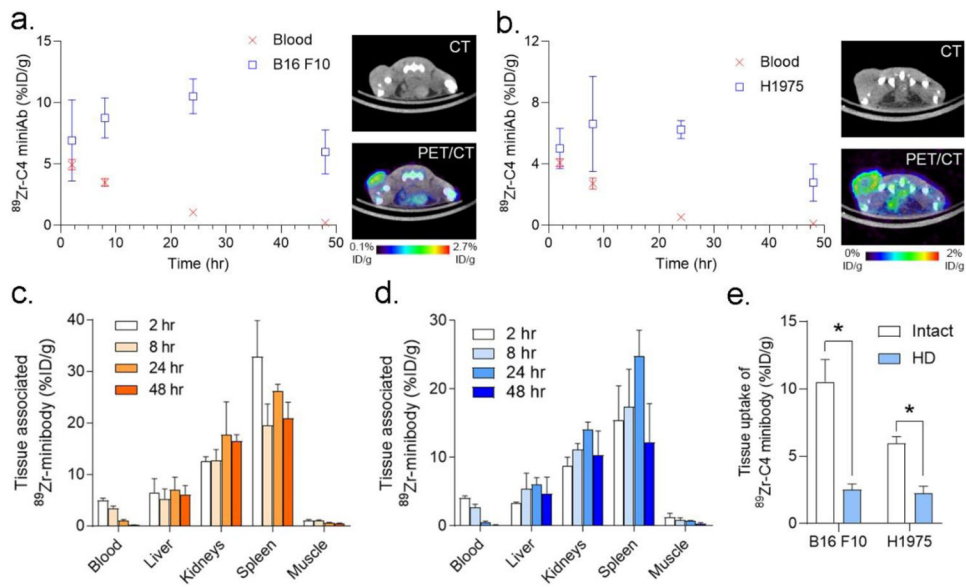 a.
⁸⁹Zr-C4 miniAb (%ID/g)
15
10
5
0
0 10 20 30 40 50
Time (hr)
Blood
B16 F10
CT
PET/CT
0.1% ID/g
2.7% ID/g
b.
⁸⁹Zr-C4 miniAb (%ID/g)
12
8
4
0
0 10 20 30 40 50
Time (hr)
Blood
H1975
CT
PET/CT
0% ID/g
2% ID/g
c.
Tissue associated
⁸⁹Zr-minibody (%ID/g)
40
30
20
10
0
2 hr
8 hr
24 hr
48 hr
Blood Liver Kidneys Spleen Muscle
d.
Tissue associated
⁸⁹Zr-minibody (%ID/g)
30
20
10
0
2 hr
8 hr
24 hr
48 hr
Blood Liver Kidneys Spleen Muscle
e.
Tissue uptake of
⁸⁹Zr-C4 minibody (%ID/g)
15
10
5
0
Intact
HD
* *
B16 F10 H1975